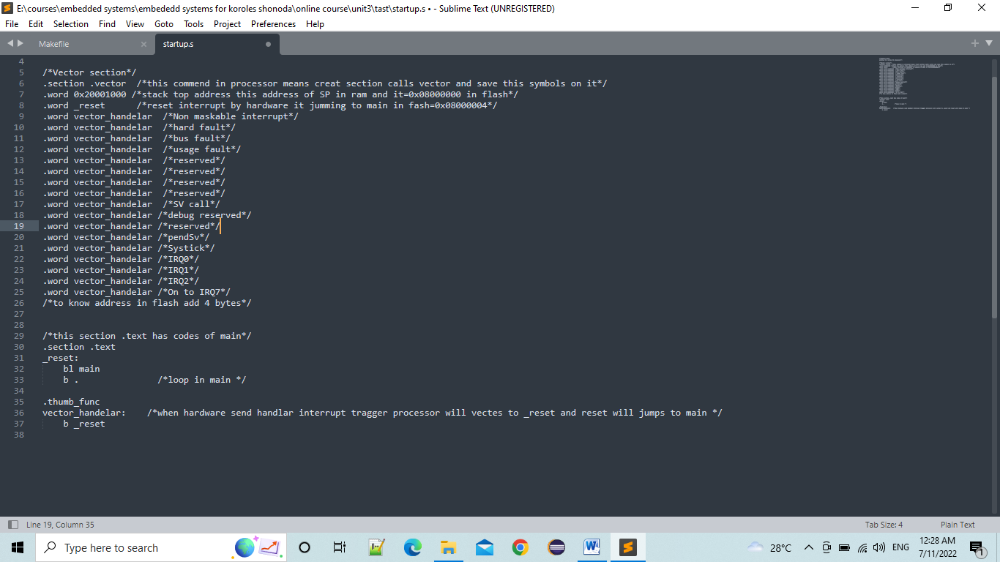 E:\courses\embedded systems\embededd systems for koroles shonoda\online course\unit3\tast\startup.s • - Sublime Text (UNREGISTERED)
File Edit Selection Find View Goto Tools Project Preferences Help
Makefile startup.s
4
5 /*Vector section*/
6 .section .vector /*this commend in processor means creat section calls vector and save this symbols on it*/
7 .word 0x20001000 /*stack top address this address of SP in ram and it=0x08000000 in flash*/
8 .word _reset /*reset interrupt by hardware it jumming to main in fash=0x08000004*/
9 .word vector_handelar /*Non maskable interrupt*/
10 .word vector_handelar /*hard fault*/
11 .word vector_handelar /*bus fault*/
12 .word vector_handelar /*usage fault*/
13 .word vector_handelar /*reserved*/
14 .word vector_handelar /*reserved*/
15 .word vector_handelar /*reserved*/
16 .word vector_handelar /*reserved*/
17 .word vector_handelar /*SV call*/
18 .word vector_handelar /*debug reserved*/
19 .word vector_handelar /*reserved*/
20 .word vector_handelar /*pendSv*/
21 .word vector_handelar /*Systick*/
22 .word vector_handelar /*IRQ0*/
23 .word vector_handelar /*IRQ1*/
24 .word vector_handelar /*IRQ2*/
25 .word vector_handelar /*On to IRQ7*/
26 /*to know address in flash add 4 bytes*/
27
28
29 /*this section .text has codes of main*/
30 .section .text
31 _reset:
32 bl main
33 b . /*loop in main */
34
35 .thumb_func
36 vector_handelar: /*when hardware send handlar interrupt tragger processor will vectes to _reset and reset will jumps to main */
37 b _reset
38
Line 19, Column 35 Tab Size: 4 Plain Text
Type here to search 28°C ENG 12:28 AM
7/11/2022 1